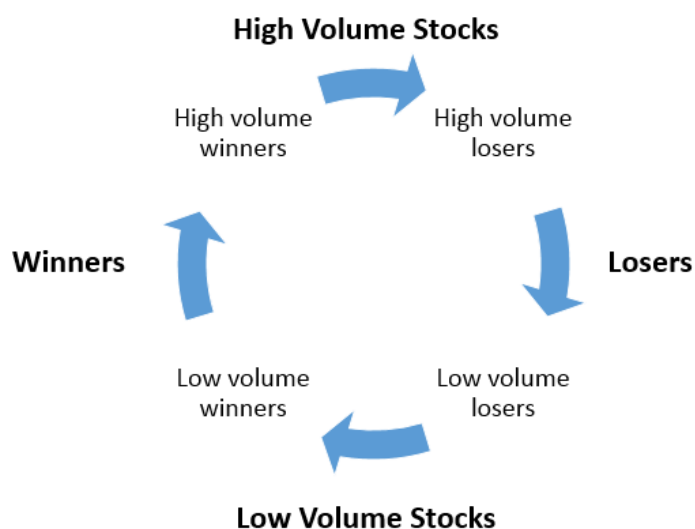 High Volume Stocks
High volume
winners
High volume
losers
Winners
Losers
Low volume
winners
Low volume
losers
Low Volume Stocks